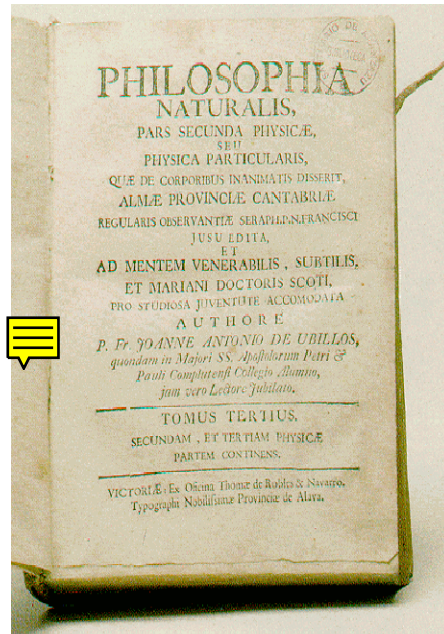 PHILOSOPHIA
NATURALIS,
PARS SECUNDA PHYSICÆ,
SEU
PHYSICA PARTICULARIS,
QUÆ DE CORPORIBUS INANIMATIS DISSERIT,
ALMÆ PROVINCIÆ CANTABRIÆ
REGULARIS OBSERVANTIÆ SERAPH.P.N.FRANCISCI
JUSU EDITA,
ET
AD MENTEM VENERABILIS, SUBTILIS,
ET MARIANI DOCTORIS SCOTI,
PRO STUDIOSA JUVENTUTE ACCOMODATA
AUTHORE
P. Fr. JOANNE ANTONIO DE UBILLOS,
quondam in Majori SS. Apostolorum Petri &
Pauli Complutensi Collegio Alumno,
jam vero Lectore Jubilato.
TOMUS TERTIUS,
SECUNDAM, ET TERTIAM PHYSICÆ
PARTEM CONTINENS.
VICTORIÆ: Ex Oficina Thomæ de Robles & Navarro,
Typographi Nobilissimæ Provinciæ de Alava.